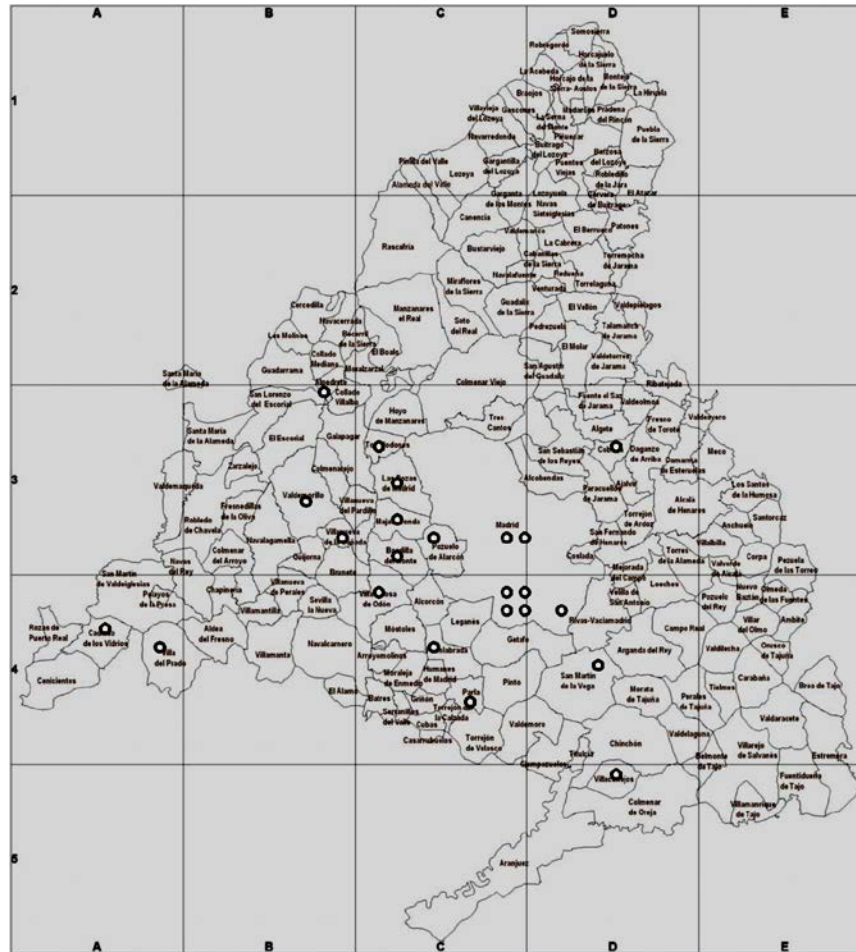 A B C D E
Somosierra
Robregordo
Horcajuelo
de la Sierra
La Acebeda
Horcajo de la
Sierra- Aoslos
Montejo
de la Sierra
La Hiruela
Braojos
1
Villavieja
del Lozoya
Gascones
La Serna
del Monte
Madarcos
Prádena
del Rincón
Piñuecar
Puebla
de la Sierra
Navarredonda
Buitrago
del Lozoya
Gargantilla
del Lozoya
Puentes
Viejas
Berzosa
del Lozoya
Pinilla del Valle
Lozoya
Robledillo
de la Jara
Alameda del Valle
Garganta
de los Montes
Lozoyuela
Navas
Sieteiglesias
Cervera
de Buitrago
El Atazar
Canencia
Valdemanco
El Berrueco
Patones
Rascafría
Bustarviejo
La Cabrera
Cabanillas
de la Sierra
Torremocha
de Jarama
Navalafuente
Redueña
Miraflores
de la Sierra
Venturada
Torrelaguna
2
Cercedilla
Manzanares
el Real
Guadalix
de la Sierra
El Vellón
Valdepiélagos
Navacerrada
Soto
del Real
Pedrezuela
Talamanca
de Jarama
Los Molinos
Becerril
de la Sierra
El Molar
Collado
Mediano
El Boalo
Valdetorres
de Jarama
Guadarrama
Moralzarzal
San Agustín
del Guadalix
Santa María
de la Alameda
Alpedrete
Colmenar Viejo
Ribatejada
San Lorenzo
del Escorial
Collado
Villalba
Hoyo
de Manzanares
Fuente el Saz
de Jarama
Valdeolmos
Tres
Cantos
Fresno
de Torote
Valdeavero
Santa María
de la Alameda
El Escorial
Galapagar
Algete
Torrelodones
Cobeña
Daganzo
de Arriba
Camarma
de Esteruelas
Meco
San Sebastián
de los Reyes
3
Zarzalejo
Colmenarejo
Las Rozas
de Madrid
Alcobendas
Ajalvir
Los Santos
de la Humosa
Valdemaqueda
Valdemorillo
Paracuellos
de Jarama
Alcalá
de Henares
Fresnedillas
de la Oliva
Villanueva
del Pardillo
Torrejón
de Ardoz
Anchuelo
Santorcaz
Robledo
de Chavela
Majadahonda
Madrid
San Fernando
de Henares
Navalagamella
Villanueva
de la Cañada
Pozuelo
de Alarcón
Villalbilla
Colmenar
del Arroyo
Boadilla
del Monte
Coslada
Torres
de la Alameda
Corpa
Pezuela
de las Torres
Navas
del Rey
Quijorna
Brunete
Mejorada
del Campo
Valverde
de Alcalá
San Martín
de Valdeiglesias
Villanueva
de Perales
Loeches
Nuevo
Baztán
Olmeda
de las Fuentes
Pelayos
de la Presa
Chapinería
Sevilla
la Nueva
Villaviciosa
de Odón
Alcorcón
Velilla de
San Antonio
Pozuelo
del Rey
Villamantilla
Leganés
Rivas-Vaciamadrid
Villar
del Olmo
Ambite
Rozas de
Puerto Real
Cadalso
de los Vidrios
Aldea
del Fresno
Móstoles
Campo Real
Navalcarnero
Getafe
Valdilecha
Orusco
de Tajuña
Villa
del Prado
Villamanta
Arroyomolinos
Fuenlabrada
Arganda del Rey
4
Cenicientos
Moraleja
de Enmedio
Humanes
de Madrid
Pinto
San Martín
de la Vega
Carabaña
Brea de Tajo
El Álamo
Batres
Griñón
Parla
Morata
de Tajuña
Perales
de Tajuña
Tielmes
Serranillos
del Valle
Torrejón de
la Calzada
Valdaracete
Cubas
Valdemoro
Valdelaguna
Casarrubuelos
Torrejón
de Velasco
Chinchón
Villarejo
de Salvanés
Titulcia
Belmonte
de Tajo
Estremera
Ciempozuelos
Villaconejos
Fuentidueña
de Tajo
Colmenar
de Oreja
Villamanrique
de Tajo
5
Aranjuez
A B C D E